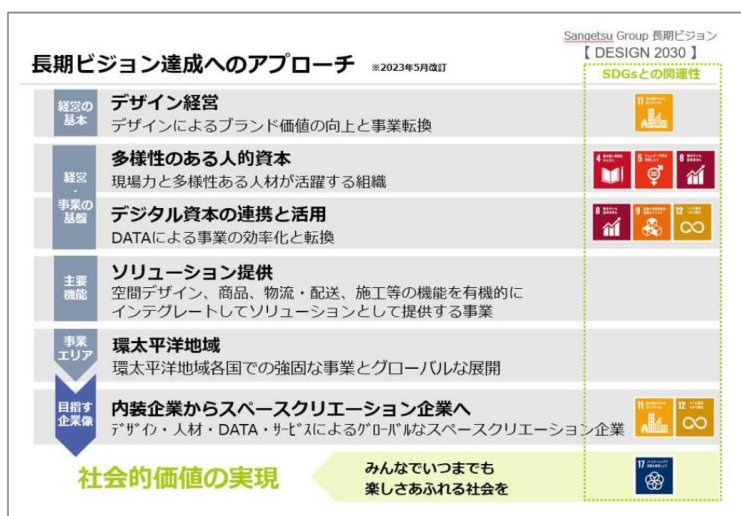 Sangetsu Group 長期ビジョン
【 DESIGN 2030 】
長期ビジョン達成へのアプローチ ※2023年5月改訂
SDGsとの関連性
経営の
基本
デザイン経営
デザインによるブランド価値の向上と事業転換
11
経営
・
事業の
基盤
多様性のある人的資本
現場力と多様性ある人材が活躍する組織
4 5 8
デジタル資本の連携と活用
DATAによる事業の効率化と転換
8 9 12
主要
機能
ソリューション提供
空間デザイン、商品、物流・配送、施工等の機能を有機的に
インテグレートしてソリューションとして提供する事業
事業
エリア
環太平洋地域
環太平洋地域各国での強固な事業とグローバルな展開
目指す
企業像
内装企業からスペースクリエーション企業へ
ﾃﾞｻﾞｲﾝ・人材・DATA・ｻｰﾋﾞｽによるｸﾞﾛｰﾊﾞﾙなスペースクリエーション企業
11 12
社会的価値の実現
みんなでいつまでも
楽しさあふれる社会を
17